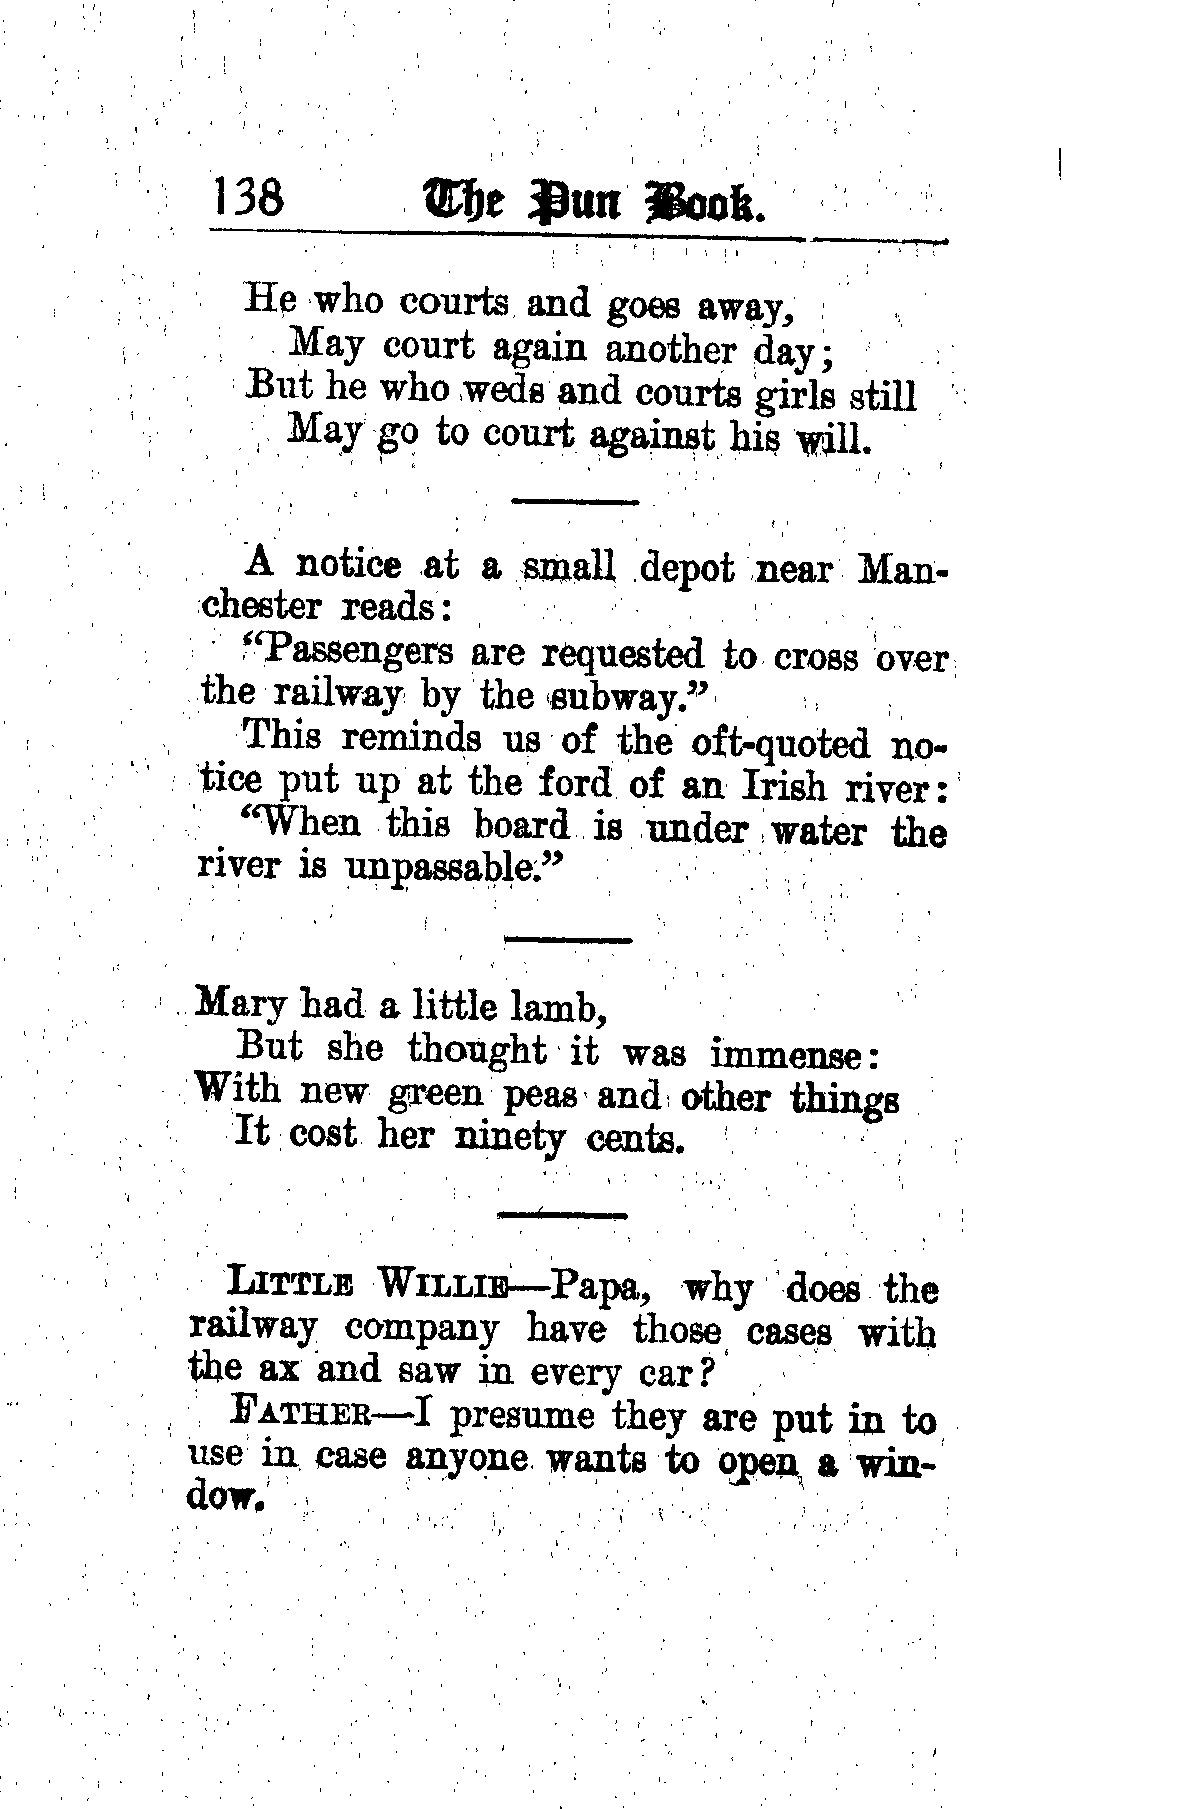 138 The Pun Book.
He who courts and goes away,
May court again another day;
But he who weds and courts girls still
May go to court against his will.
A notice at a small depot near Man-
chester reads:
"Passengers are requested to cross over
the railway by the subway."
This reminds us of the oft-quoted no-
tice put up at the ford of an Irish river:
"When this board is under water the
river is unpassable."
Mary had a little lamb,
But she thought it was immense:
With new green peas and other things
It cost her ninety cents.
LITTLE WILLIE—Papa, why does the
railway company have those cases with
the ax and saw in every car?
FATHER—I presume they are put in to
use in case anyone wants to open a win-
dow.